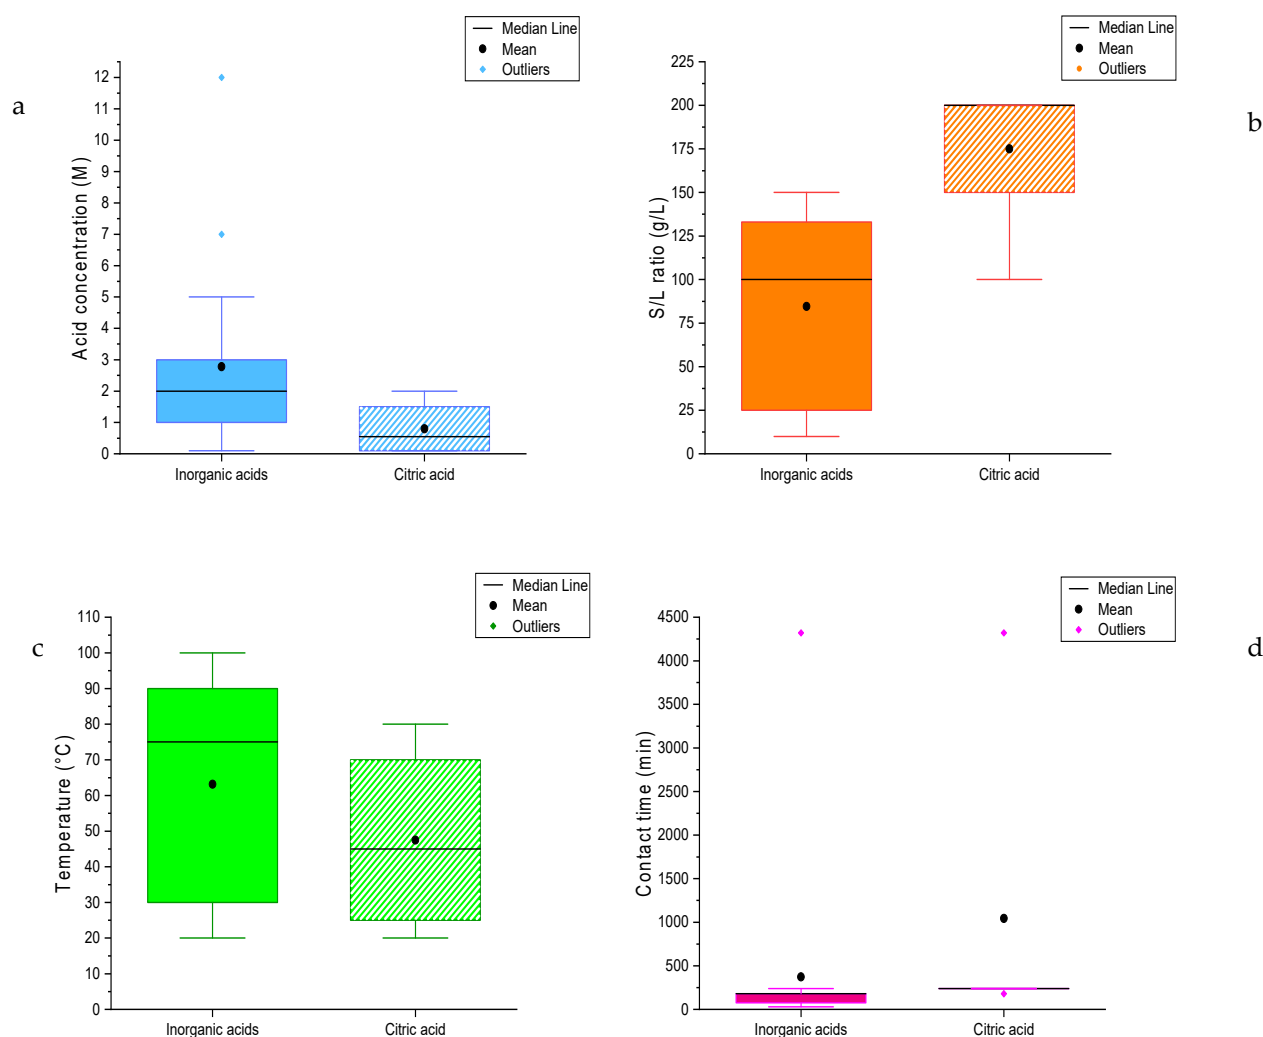 a
Median Line
Mean
Outliers
Acid concentration (M)
12
11
10
9
8
7
6
5
4
3
2
1
0
Inorganic acids
Citric acid
b
Median Line
Mean
Outliers
S/L ratio (g/L)
225
200
175
150
125
100
75
50
25
0
Inorganic acids
Citric acid
c
Median Line
Mean
Outliers
Temperature (°C)
110
100
90
80
70
60
50
40
30
20
10
0
Inorganic acids
Citric acid
d
Median Line
Mean
Outliers
Contact time (min)
4500
4000
3500
3000
2500
2000
1500
1000
500
0
Inorganic acids
Citric acid